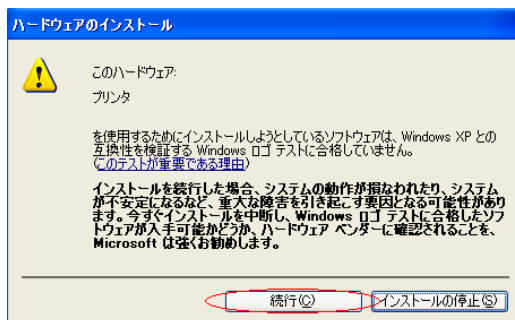 ハードウェアのインストール
このハードウェア:
プリンタ
を使用するためにインストールしようとしているソフトウェアは、Windows XP との
互換性を検証する Windows ロゴ テストに合格していません。
(このテストが重要である理由)
インストールを続行した場合、システムの動作が損なわれたり、システム
が不安定になるなど、重大な障害を引き起こす要因となる可能性があり
ます。今すぐインストールを中断し、Windows ロゴ テストに合格したソフ
トウェアが入手可能かどうか、ハードウェア ベンダーに確認されることを、
Microsoft は強くお勧めします。
続行(C)
インストールの停止(S)